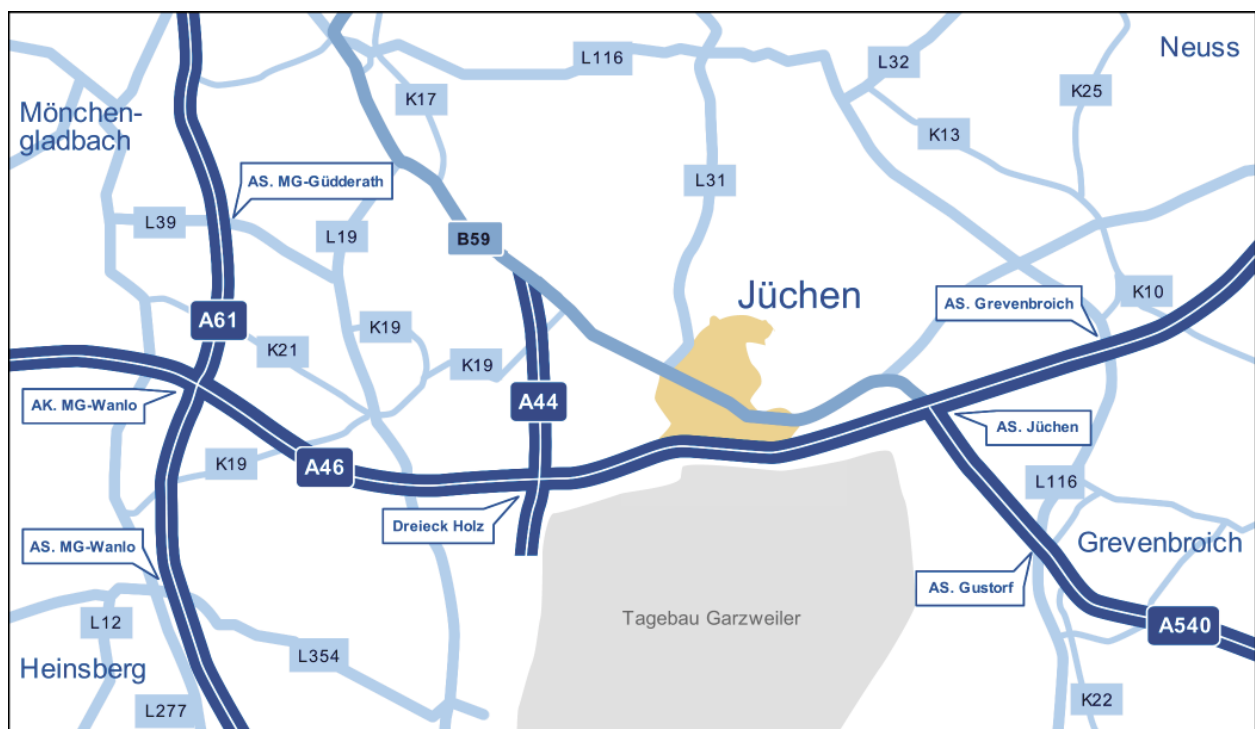 Neuss
L116
L32
K25
K17
Mönchen-
gladbach
K13
AS. MG-Güdderath
L31
L39
L19
B59
Jüchen
K10
AS. Grevenbroich
A61
K19
K21
K19
A44
AK. MG-Wanlo
AS. Jüchen
K19
A46
L116
Dreieck Holz
Grevenbroich
AS. MG-Wanlo
AS. Gustorf
Tagebau Garzweiler
L12
A540
L354
Heinsberg
K22
L277